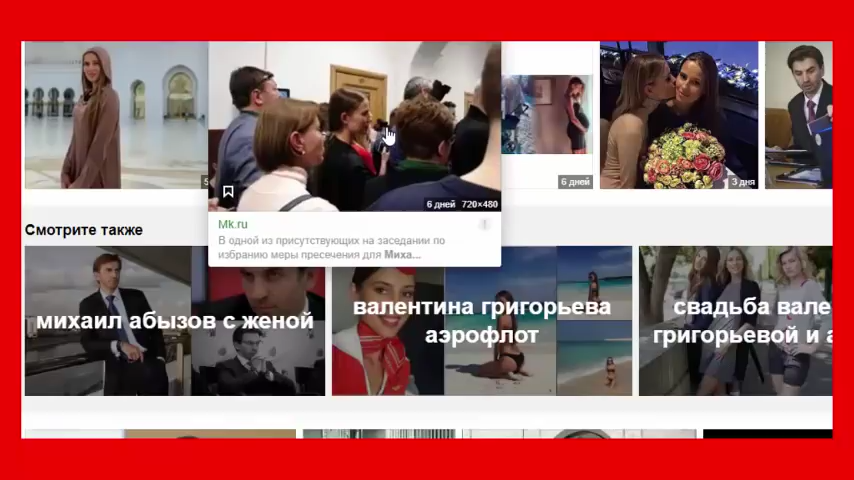 6 дней 720×480
6 дней
3 дня
Mk.ru
В одной из присутствующих на заседании по
избранию меры пресечения для Миха...
Смотрите также
михаил абызов с женой
валентина григорьева
аэрофлот
свадьба вале
григорьевой и а